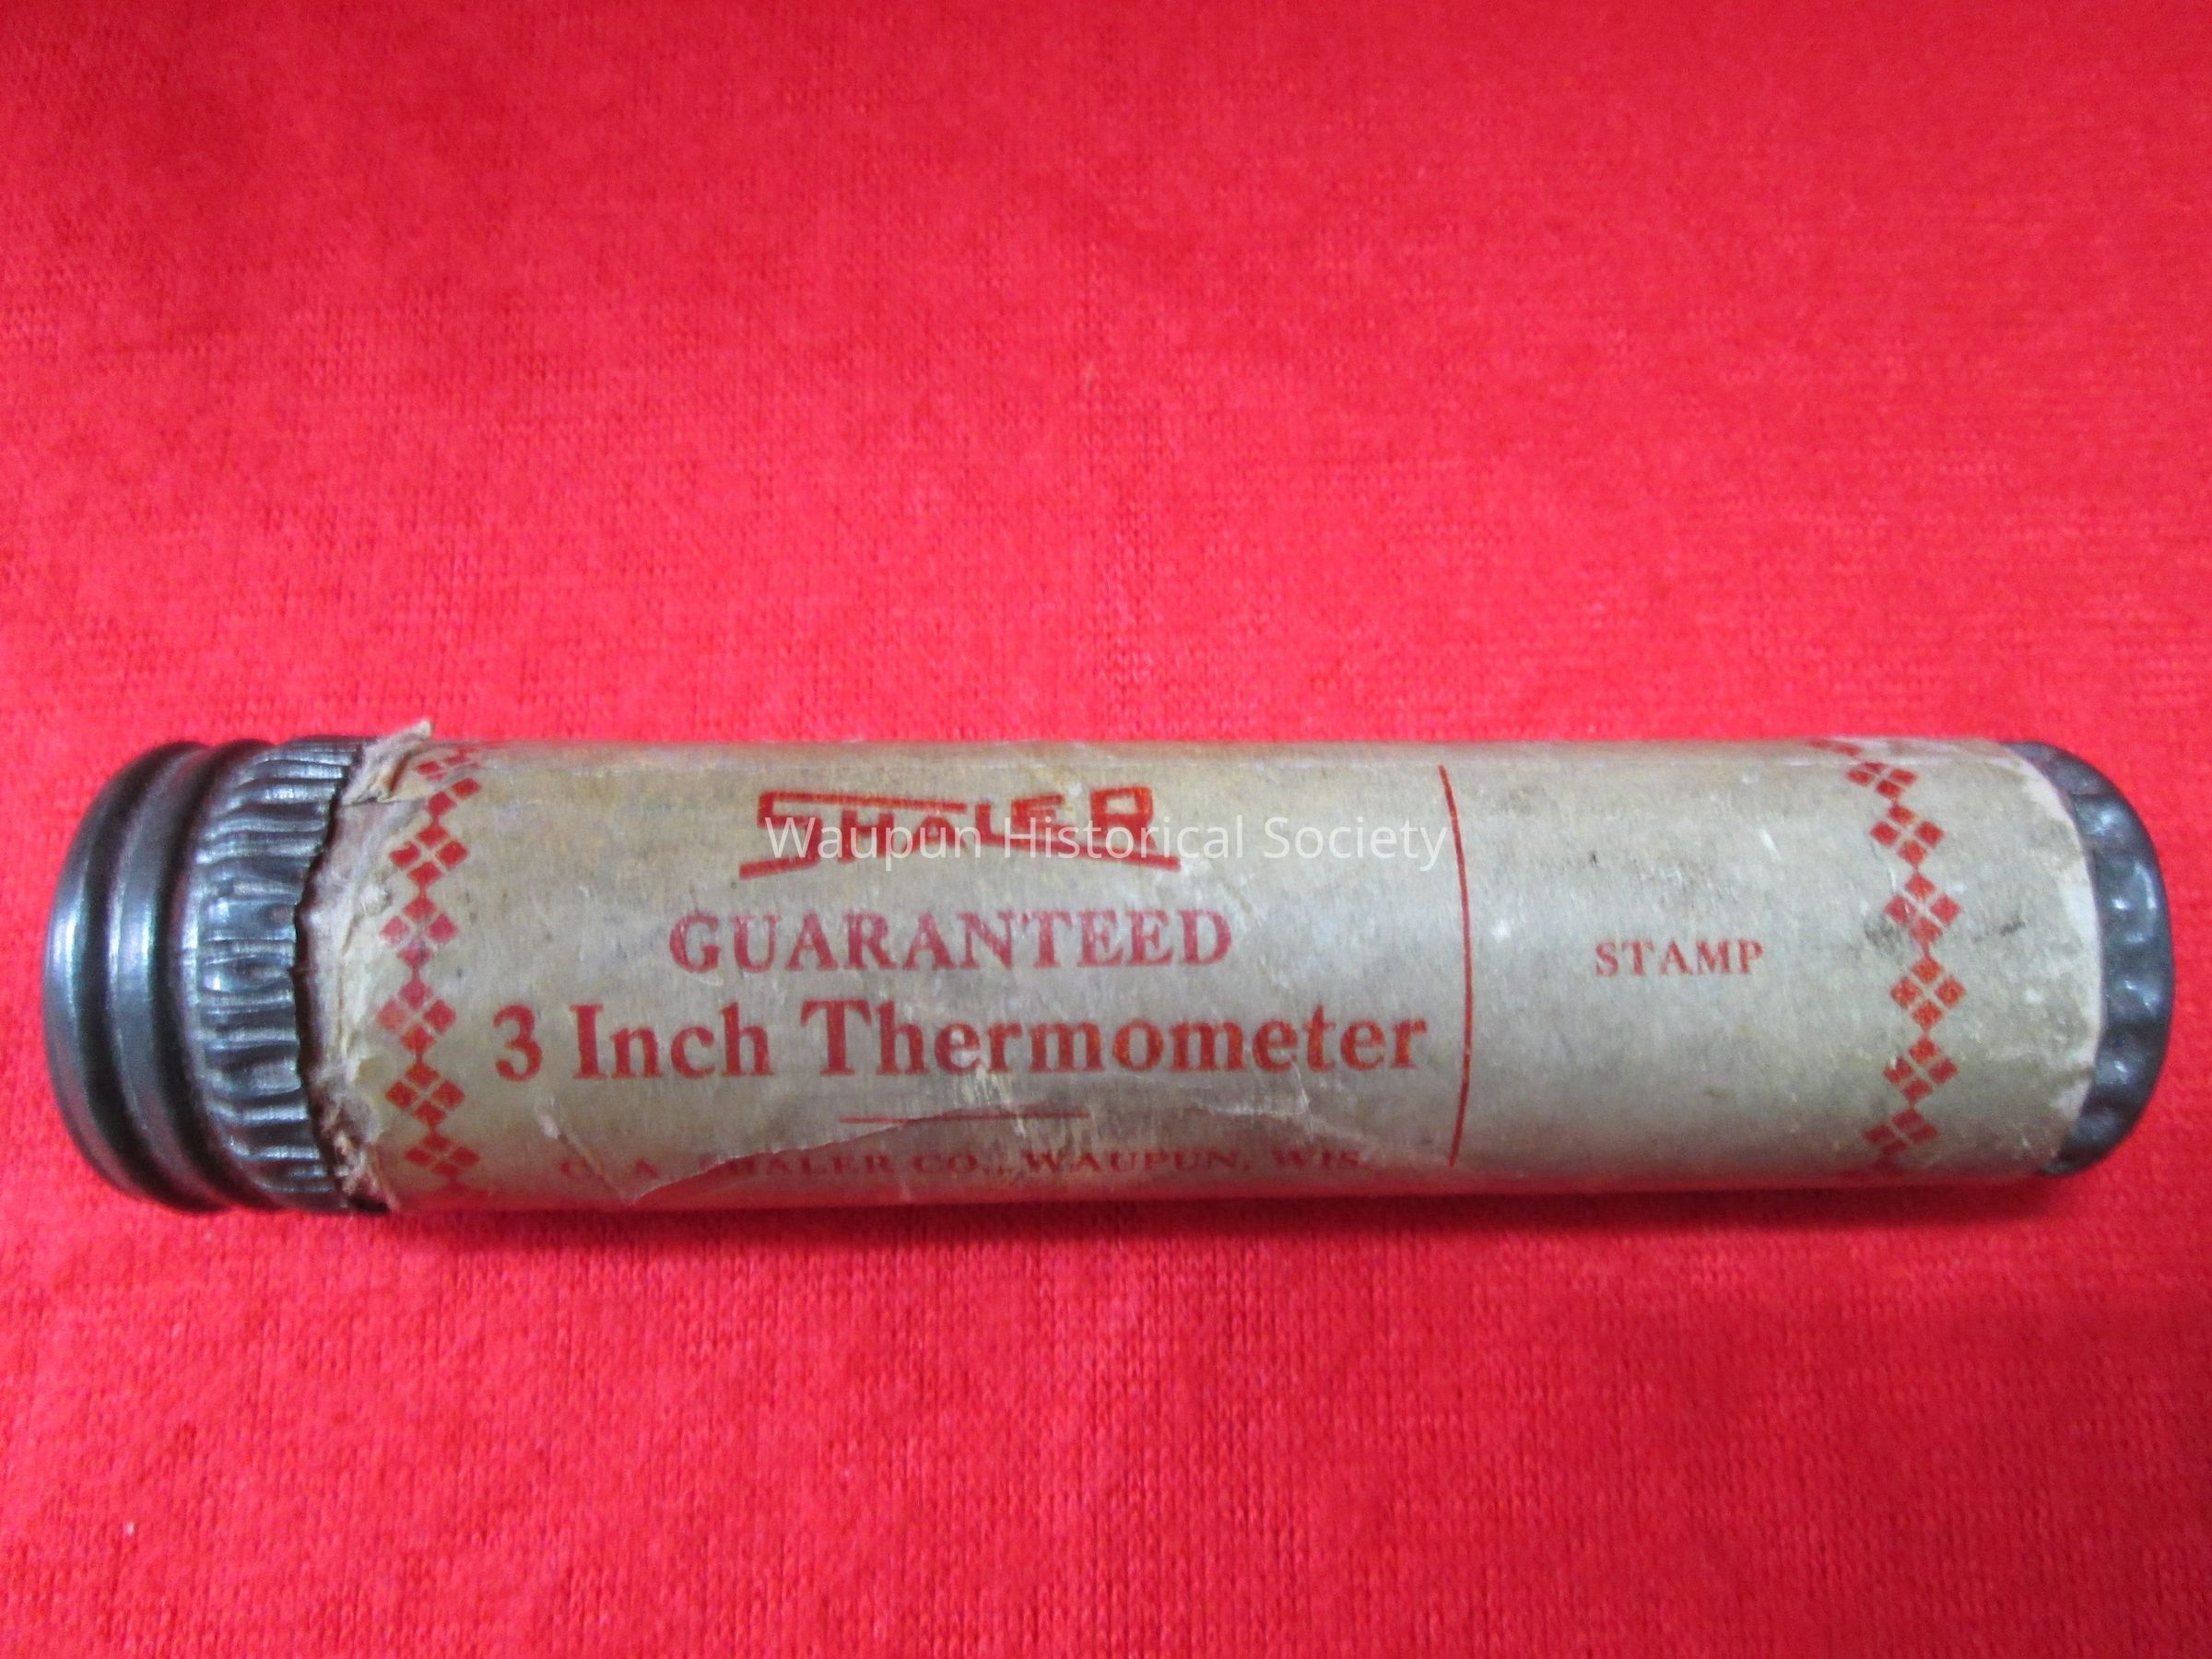 SHALER
Waupun Historical Society
GUARANTEED
3 Inch Thermometer
C. A. SHALER CO., WAUPUN, WIS.
STAMP